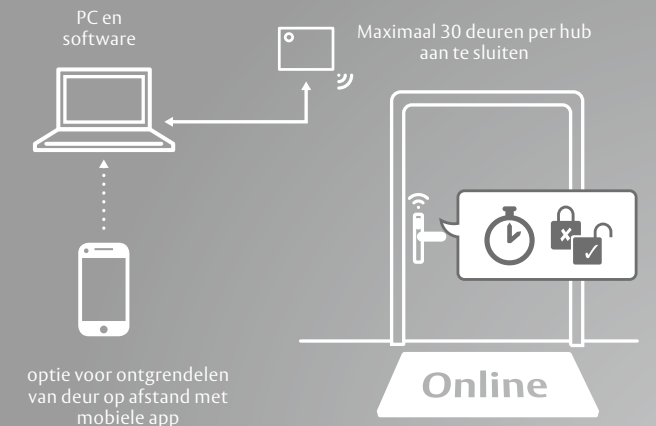 PC en
software
Maximaal 30 deuren per hub
aan te sluiten
optie voor ontgrendelen
van deur op afstand met
mobiele app
Online